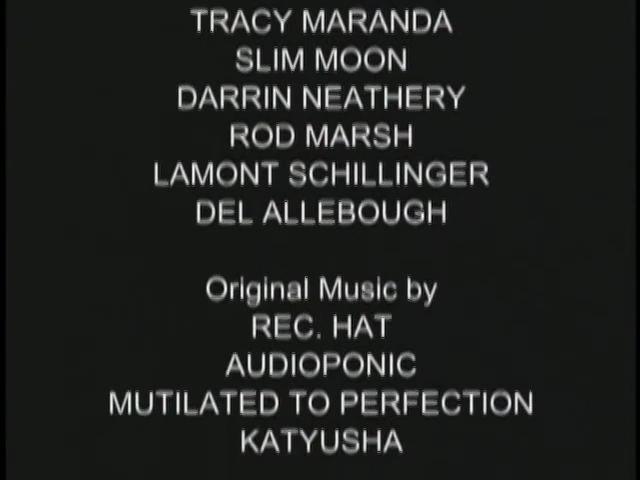 TRACY MARANDA
SLIM MOON
DARRIN NEATHERY
ROD MARSH
LAMONT SCHILLINGER
DEL ALLEBOUGH
Original Music by
REC. HAT
AUDIOPONIC
MUTILATED TO PERFECTION
KATYUSHA